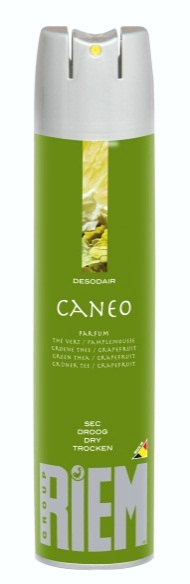 DESODAIR
CANEO
PARFUM
THÉ VERT / PAMPLEMOUSSE
GROENE THEE / GRAPEFRUIT
GREEN THEA / GRAPEFRUIT
GRÜNER TEE / GRAPEFRUIT
SEC
DROOG
DRY
TROCKEN
GROUP
RIEM